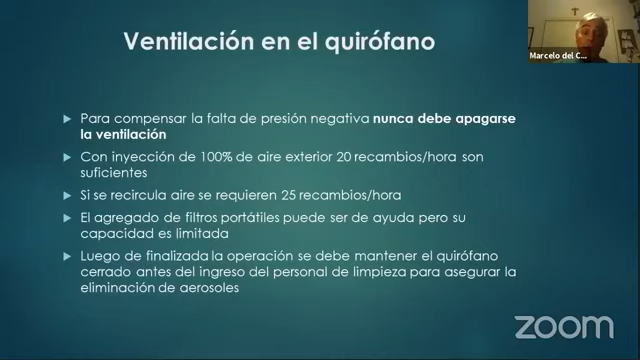 Ventilación en el quirófano
Marcelo del C...
Para compensar la falta de presión negativa nunca debe apagarse
la ventilación
Con inyección de 100% de aire exterior 20 recambios/hora son
suficientes
Si se recircula aire se requieren 25 recambios/hora
El agregado de filtros portátiles puede ser de ayuda pero su
capacidad es limitada
Luego de finalizada la operación se debe mantener el quirófano
cerrado antes del ingreso del personal de limpieza para asegurar la
eliminación de aerosoles
zoom